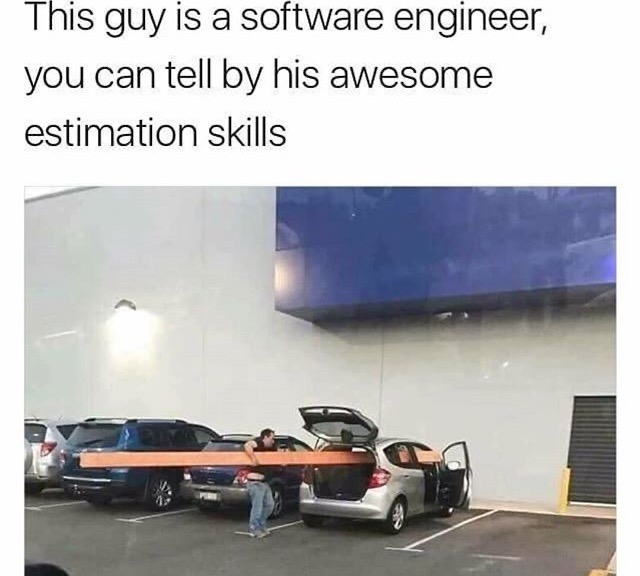 This guy is a software engineer,
you can tell by his awesome
estimation skills